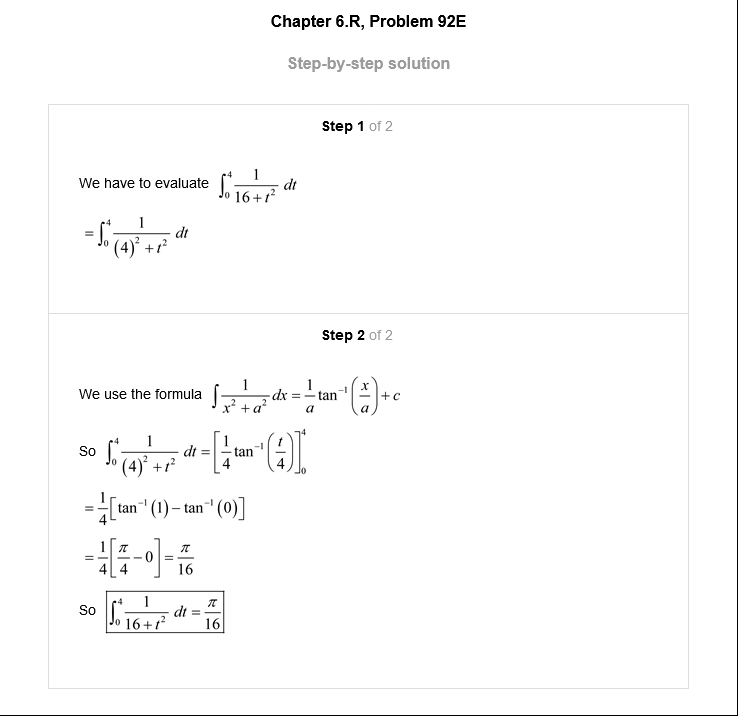 Chapter 6.R, Problem 92E
Step-by-step solution
Step 1 of 2
We have to evaluate $\int_0^4 \frac{1}{16+t^2} dt$
$= \int_0^4 \frac{1}{(4)^2+t^2} dt$
Step 2 of 2
We use the formula $\int \frac{1}{x^2+a^2} dx = \frac{1}{a} \tan^{-1}\left(\frac{x}{a}\right)+c$
So $\int_0^4 \frac{1}{(4)^2+t^2} dt = \left[\frac{1}{4} \tan^{-1}\left(\frac{t}{4}\right)\right]_0^4$
$= \frac{1}{4}\left[\tan^{-1}(1)-\tan^{-1}(0)\right]$
$= \frac{1}{4}\left[\frac{\pi}{4}-0\right] = \frac{\pi}{16}$
So $\boxed{\int_0^4 \frac{1}{16+t^2} dt = \frac{\pi}{16}}$